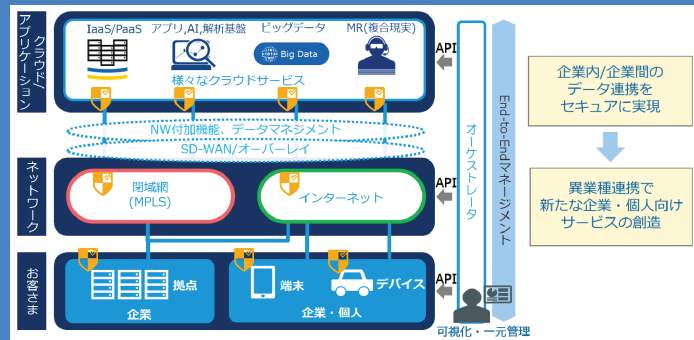 クラウド/
アプリケーション
IaaS/PaaS
アプリ,AI,解析基盤
ビッグデータ
MR(複合現実)
Big Data
様々なクラウドサービス
NW付加機能、データマネジメント
SD-WAN/オーバーレイ
ネットワーク
閉域網
(MPLS)
インターネット
お客さま
拠点
企業
端末
デバイス
企業・個人
API
API
API
オーケストレータ
End-to-Endマネージメント
可視化・一元管理
企業内/企業間の
データ連携を
セキュアに実現
異業種連携で
新たな企業・個人向け
サービスの創造